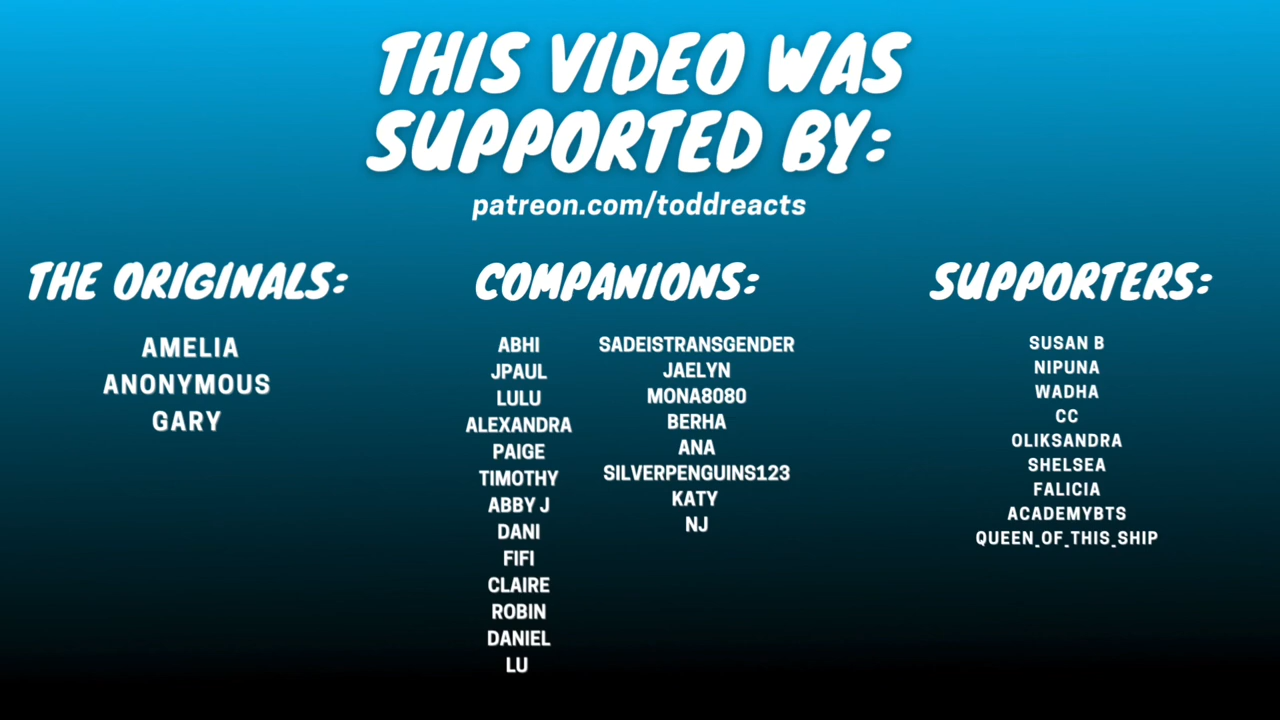 THIS VIDEO WAS
SUPPORTED BY:
patreon.com/toddreacts
THE ORIGINALS:
AMELIA
ANONYMOUS
GARY
COMPANIONS:
ABHI
JPAUL
LULU
ALEXANDRA
PAIGE
TIMOTHY
ABBY J
DANI
FIFI
CLAIRE
ROBIN
DANIEL
LU
SADEISTRANSGENDER
JAELYN
MONA8080
BERHA
ANA
SILVERPENGUINS123
KATY
NJ
SUPPORTERS:
SUSAN B
NIPUNA
WADHA
CC
OLIKSANDRA
SHELSEA
FALICIA
ACADEMYBTS
QUEEN_OF_THIS_SHIP